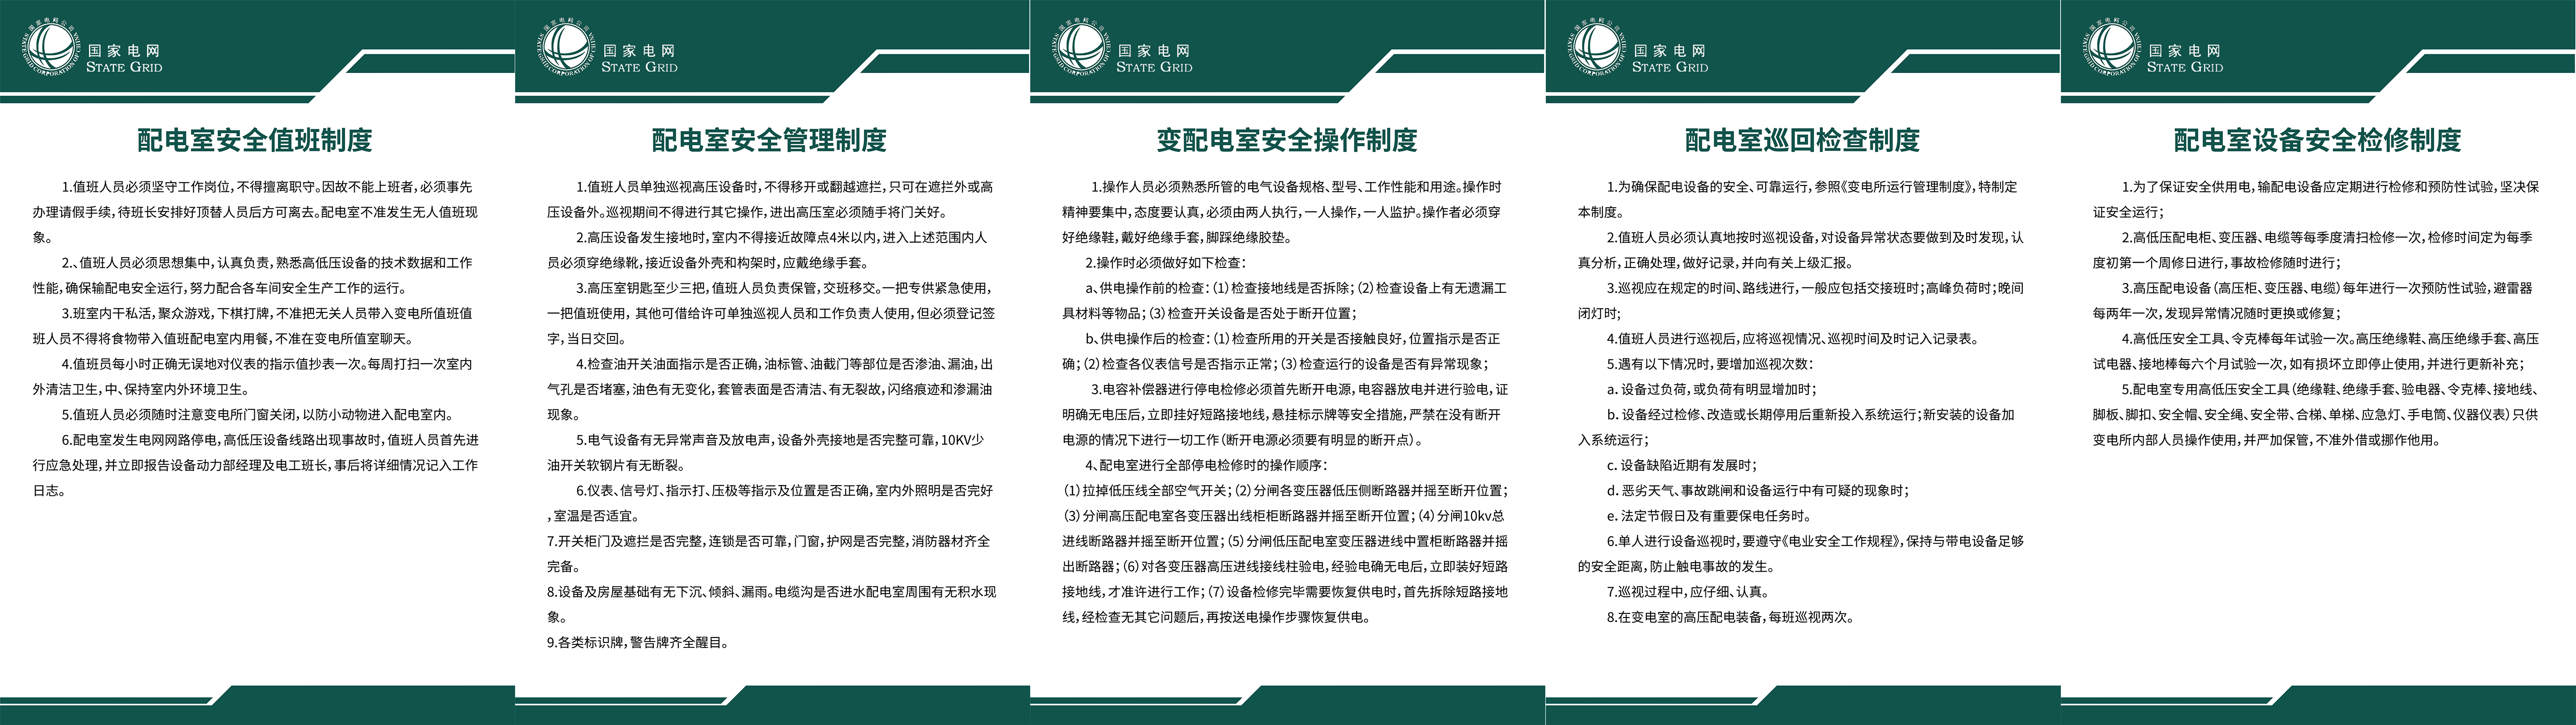 国家电网公司
STATE GRID CORPORATION OF CHINA
国家电网
STATE GRID
配电室安全值班制度
1.值班人员必须坚守工作岗位,不得擅离职守。因故不能上班者,必须事先
办理请假手续,待班长安排好顶替人员后方可离去。配电室不准发生无人值班现
象。
2.、值班人员必须思想集中,认真负责,熟悉高低压设备的技术数据和工作
性能,确保输配电安全运行,努力配合各车间安全生产工作的运行。
3.班室内干私活,聚众游戏,下棋打牌,不准把无关人员带入变电所值班值
班人员不得将食物带入值班配电室内用餐,不准在变电所值室聊天。
4.值班员每小时正确无误地对仪表的指示值抄表一次。每周打扫一次室内
外清洁卫生,中、保持室内外环境卫生。
5.值班人员必须随时注意变电所门窗关闭,以防小动物进入配电室内。
6.配电室发生电网网路停电,高低压设备线路出现事故时,值班人员首先进
行应急处理,并立即报告设备动力部经理及电工班长,事后将详细情况记入工作
日志。
国家电网公司
STATE GRID CORPORATION OF CHINA
国家电网
STATE GRID
配电室安全管理制度
1.值班人员单独巡视高压设备时,不得移开或翻越遮拦,只可在遮拦外或高
压设备外。巡视期间不得进行其它操作,进出高压室必须随手将门关好。
2.高压设备发生接地时,室内不得接近故障点4米以内,进入上述范围内人
员必须穿绝缘靴,接近设备外壳和构架时,应戴绝缘手套。
3.高压室钥匙至少三把,值班人员负责保管,交班移交。一把专供紧急使用,
一把值班使用,其他可借给许可单独巡视人员和工作负责人使用,但必须登记签
字,当日交回。
4.检查油开关油面指示是否正确,油标管、油截门等部位是否渗油、漏油,出
气孔是否堵塞,油色有无变化,套管表面是否清洁、有无裂故,闪络痕迹和渗漏油
现象。
5.电气设备有无异常声音及放电声,设备外壳接地是否完整可靠,10KV少
油开关软钢片有无断裂。
6.仪表、信号灯、指示打、压极等指示及位置是否正确,室内外照明是否完好
,室温是否适宜。
7.开关柜门及遮拦是否完整,连锁是否可靠,门窗,护网是否完整,消防器材齐全
完备。
8.设备及房屋基础有无下沉、倾斜、漏雨。电缆沟是否进水配电室周围有无积水现
象。
9.各类标识牌,警告牌齐全醒目。
国家电网公司
STATE GRID CORPORATION OF CHINA
国家电网
STATE GRID
变配电室安全操作制度
1.操作人员必须熟悉所管的电气设备规格、型号、工作性能和用途。操作时
精神要集中,态度要认真,必须由两人执行,一人操作,一人监护。操作者必须穿
好绝缘鞋,戴好绝缘手套,脚踩绝缘胶垫。
2.操作时必须做好如下检查:
a、供电操作前的检查:(1)检查接地线是否拆除;(2)检查设备上有无遗漏工
具材料等物品;(3)检查开关设备是否处于断开位置;
b、供电操作后的检查:(1)检查所用的开关是否接触良好,位置指示是否正
确;(2)检查各仪表信号是否指示正常;(3)检查运行的设备是否有异常现象;
3.电容补偿器进行停电检修必须首先断开电源,电容器放电并进行验电,证
明确无电压后,立即挂好短路接地线,悬挂标示牌等安全措施,严禁在没有断开
电源的情况下进行一切工作(断开电源必须要有明显的断开点)。
4、配电室进行全部停电检修时的操作顺序:
(1)拉掉低压线全部空气开关;(2)分闸各变压器低压侧断路器并摇至断开位置;
(3)分闸高压配电室各变压器出线柜柜断路器并摇至断开位置;(4)分闸10kv总
进线断路器并摇至断开位置;(5)分闸低压配电室变压器进线中置柜断路器并摇
出断路器;(6)对各变压器高压进线接线柱验电,经验电确无电后,立即装好短路
接地线,才准许进行工作;(7)设备检修完毕需要恢复供电时,首先拆除短路接地
线,经检查无其它问题后,再按送电操作步骤恢复供电。
国家电网公司
STATE GRID CORPORATION OF CHINA
国家电网
STATE GRID
配电室巡回检查制度
1.为确保配电设备的安全、可靠运行,参照《变电所运行管理制度》,特制定
本制度。
2.值班人员必须认真地按时巡视设备,对设备异常状态要做到及时发现,认
真分析,正确处理,做好记录,并向有关上级汇报。
3.巡视应在规定的时间、路线进行,一般应包括交接班时;高峰负荷时;晚间
闭灯时;
4.值班人员进行巡视后,应将巡视情况、巡视时间及时记入记录表。
5.遇有以下情况时,要增加巡视次数:
a.设备过负荷,或负荷有明显增加时;
b.设备经过检修、改造或长期停用后重新投入系统运行;新安装的设备加
入系统运行;
c.设备缺陷近期有发展时;
d.恶劣天气、事故跳闸和设备运行中有可疑的现象时;
e.法定节假日及有重要保电任务时。
6.单人进行设备巡视时,要遵守《电业安全工作规程》,保持与带电设备足够
的安全距离,防止触电事故的发生。
7.巡视过程中,应仔细、认真。
8.在变电室的高压配电装备,每班巡视两次。
国家电网公司
STATE GRID CORPORATION OF CHINA
国家电网
STATE GRID
配电室设备安全检修制度
1.为了保证安全供用电,输配电设备应定期进行检修和预防性试验,坚决保
证安全运行;
2.高低压配电柜、变压器、电缆等每季度清扫检修一次,检修时间定为每季
度初第一个周修日进行,事故检修随时进行;
3.高压配电设备(高压柜、变压器、电缆)每年进行一次预防性试验,避雷器
每两年一次,发现异常情况随时更换或修复;
4.高低压安全工具、令克棒每年试验一次。高压绝缘鞋、高压绝缘手套、高压
试电器、接地棒每六个月试验一次,如有损坏立即停止使用,并进行更新补充;
5.配电室专用高低压安全工具(绝缘鞋、绝缘手套、验电器、令克棒、接地线、
脚板、脚扣、安全帽、安全绳、安全带、合梯、单梯、应急灯、手电筒、仪器仪表)只供
变电所内部人员操作使用,并严加保管,不准外借或挪作他用。